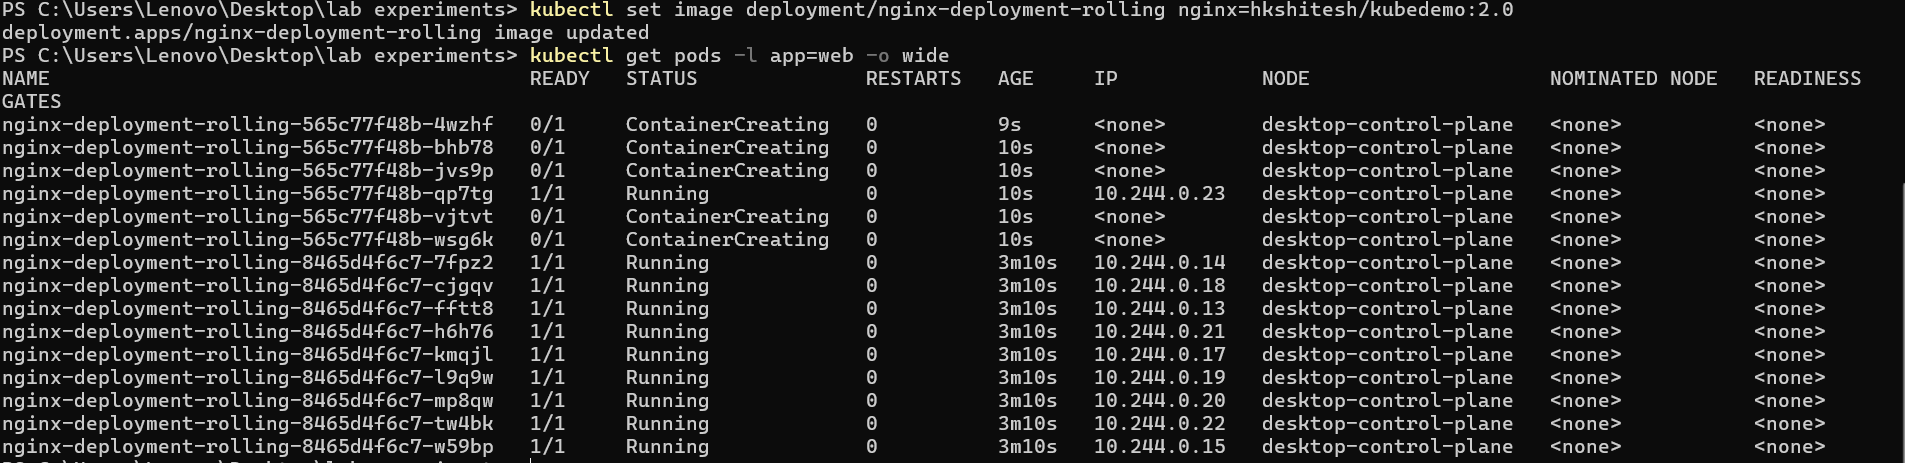 PS C:\Users\Lenovo\Desktop\lab experiments> kubectl set image deployment/nginx-deployment-rolling nginx=hkshitesh/kubedemo:2.0
deployment.apps/nginx-deployment-rolling image updated
PS C:\Users\Lenovo\Desktop\lab experiments> kubectl get pods -l app=web -o wide
NAME READY STATUS RESTARTS AGE IP NODE NOMINATED NODE READINESS
GATES
nginx-deployment-rolling-565c77f48b-4wzhf 0/1 ContainerCreating 0 9s <none> desktop-control-plane <none> <none>
nginx-deployment-rolling-565c77f48b-bhb78 0/1 ContainerCreating 0 10s <none> desktop-control-plane <none> <none>
nginx-deployment-rolling-565c77f48b-jvs9p 0/1 ContainerCreating 0 10s <none> desktop-control-plane <none> <none>
nginx-deployment-rolling-565c77f48b-qp7tg 1/1 Running 0 10s 10.244.0.23 desktop-control-plane <none> <none>
nginx-deployment-rolling-565c77f48b-vjtvt 0/1 ContainerCreating 0 10s <none> desktop-control-plane <none> <none>
nginx-deployment-rolling-565c77f48b-wsg6k 0/1 ContainerCreating 0 10s <none> desktop-control-plane <none> <none>
nginx-deployment-rolling-8465d4f6c7-7fpz2 1/1 Running 0 3m10s 10.244.0.14 desktop-control-plane <none> <none>
nginx-deployment-rolling-8465d4f6c7-cjgqv 1/1 Running 0 3m10s 10.244.0.18 desktop-control-plane <none> <none>
nginx-deployment-rolling-8465d4f6c7-fftt8 1/1 Running 0 3m10s 10.244.0.13 desktop-control-plane <none> <none>
nginx-deployment-rolling-8465d4f6c7-h6h76 1/1 Running 0 3m10s 10.244.0.21 desktop-control-plane <none> <none>
nginx-deployment-rolling-8465d4f6c7-kmqjl 1/1 Running 0 3m10s 10.244.0.17 desktop-control-plane <none> <none>
nginx-deployment-rolling-8465d4f6c7-l9q9w 1/1 Running 0 3m10s 10.244.0.19 desktop-control-plane <none> <none>
nginx-deployment-rolling-8465d4f6c7-mp8qw 1/1 Running 0 3m10s 10.244.0.20 desktop-control-plane <none> <none>
nginx-deployment-rolling-8465d4f6c7-tw4bk 1/1 Running 0 3m10s 10.244.0.22 desktop-control-plane <none> <none>
nginx-deployment-rolling-8465d4f6c7-w59bp 1/1 Running 0 3m10s 10.244.0.15 desktop-control-plane <none> <none>